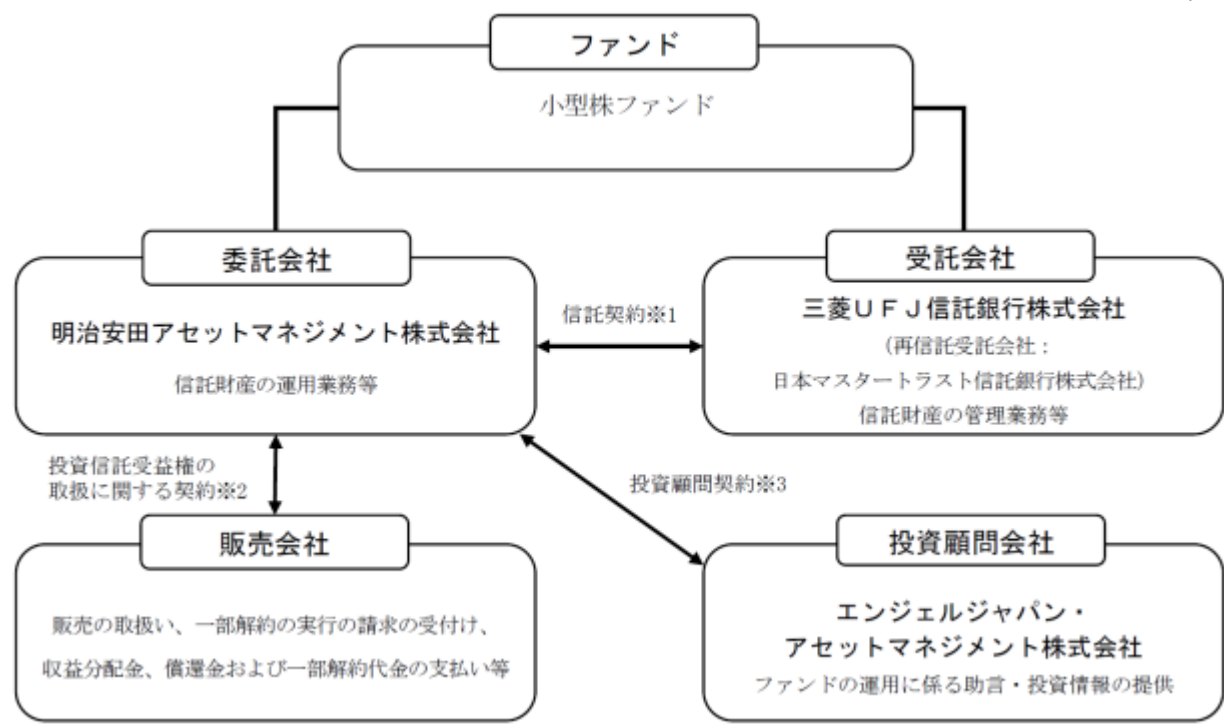 ファンド
小型株ファンド
委託会社
明治安田アセットマネジメント株式会社
信託財産の運用業務等
信託契約※1
受託会社
三菱ＵＦＪ信託銀行株式会社
(再信託受託会社：
日本マスタートラスト信託銀行株式会社)
信託財産の管理業務等
投資信託受益権の
取扱に関する契約※2
投資顧問契約※3
販売会社
販売の取扱い、一部解約の実行の請求の受付け、
収益分配金、償還金および一部解約代金の支払い等
投資顧問会社
エンジェルジャパン・
アセットマネジメント株式会社
ファンドの運用に係る助言・投資情報の提供